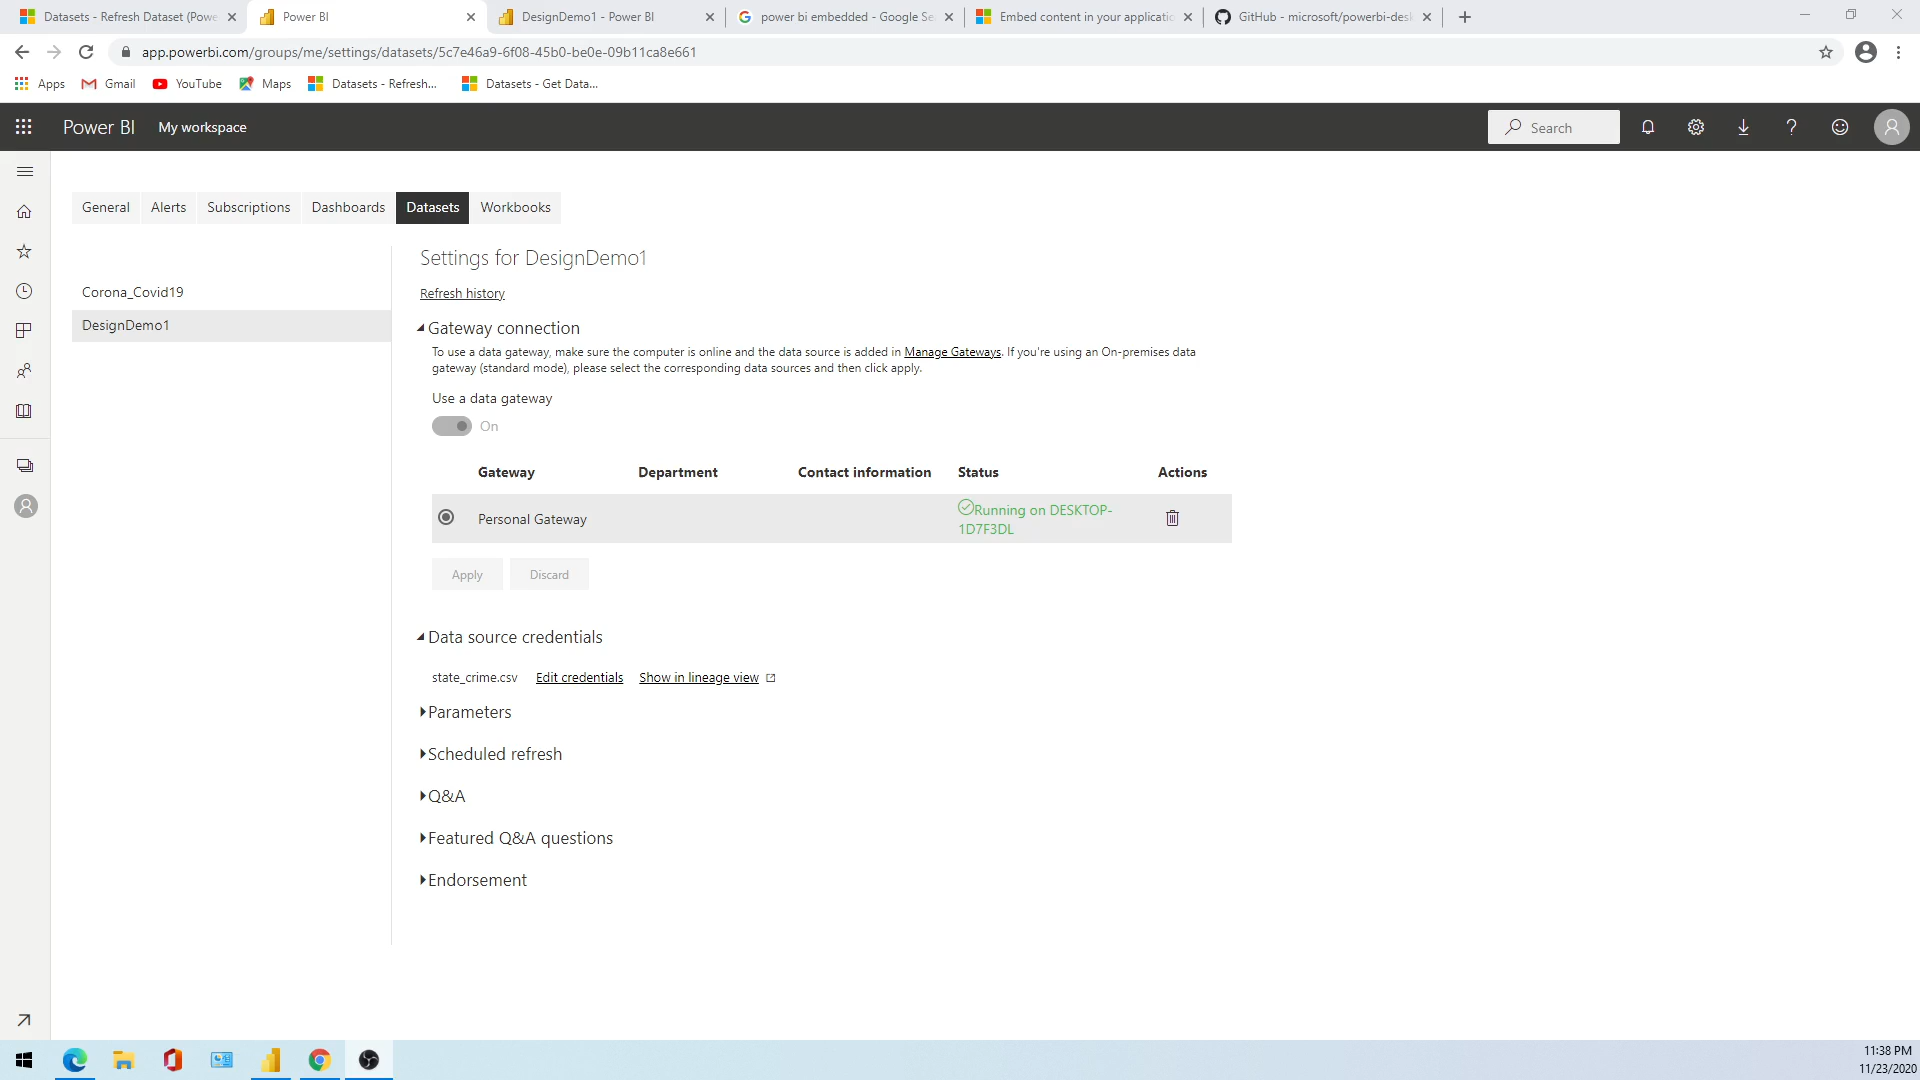 Datasets - Refresh Dataset (Powe
Power BI
DesignDemo1 - Power BI
power bi embedded - Google Se
Embed content in your applicatio
GitHub - microsoft/powerbi-desk
app.powerbi.com/groups/me/settings/datasets/5c7e46a9-6f08-45b0-be0e-09b11ca8e661
Apps
Gmail
YouTube
Maps
Datasets - Refresh...
Datasets - Get Data...
Power BI
My workspace
Search
General
Alerts
Subscriptions
Dashboards
Datasets
Workbooks
Corona_Covid19
DesignDemo1
Settings for DesignDemo1
Refresh history
Gateway connection
To use a data gateway, make sure the computer is online and the data source is added in Manage Gateways. If you're using an On-premises data
gateway (standard mode), please select the corresponding data sources and then click apply.
Use a data gateway
On
Gateway
Department
Contact information
Status
Actions
Personal Gateway
Running on DESKTOP-
1D7F3DL
Apply
Discard
Data source credentials
state_crime.csv
Edit credentials
Show in lineage view
Parameters
Scheduled refresh
Q&A
Featured Q&A questions
Endorsement
11:38 PM
11/23/2020